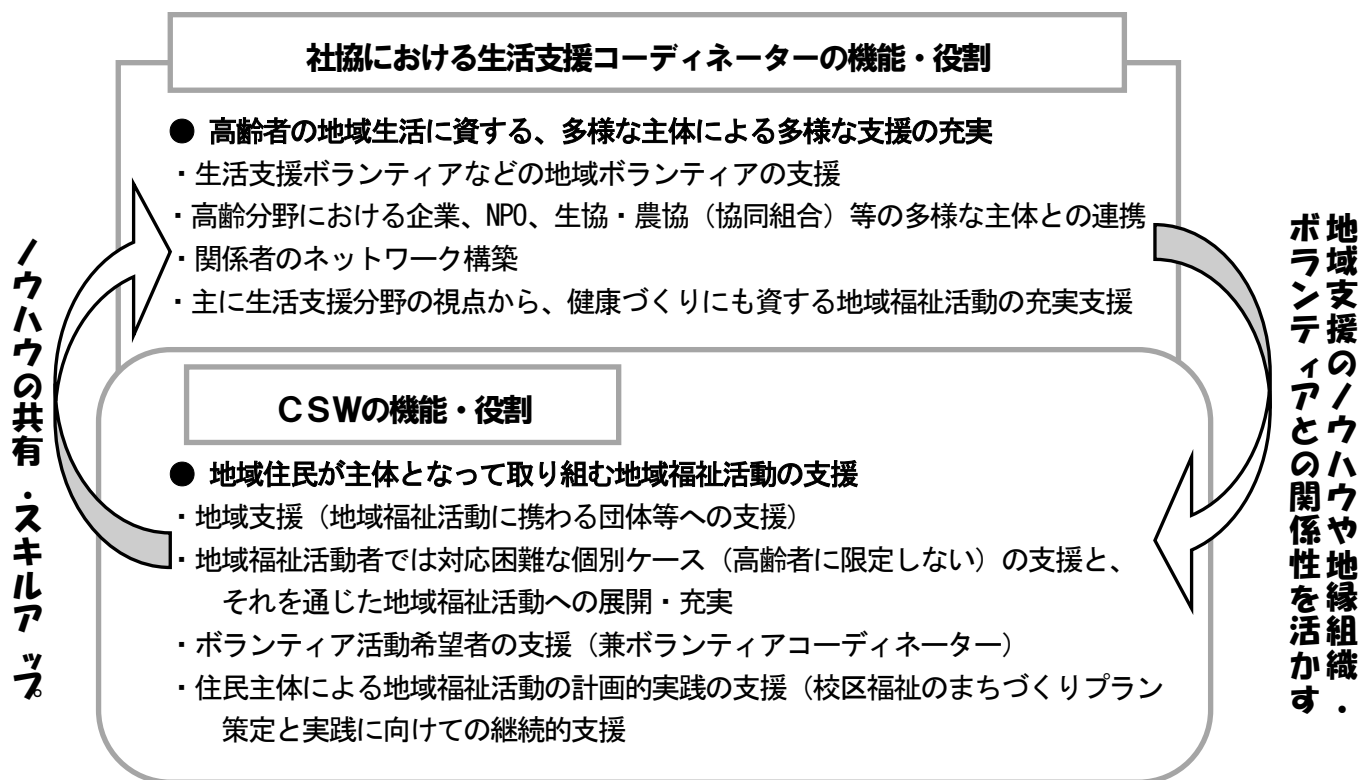 社協における生活支援コーディネーターの機能・役割
● 高齢者の地域生活に資する、多様な主体による多様な支援の充実
・生活支援ボランティアなどの地域ボランティアの支援
・高齢分野における企業、NPO、生協・農協（協同組合）等の多様な主体との連携
・関係者のネットワーク構築
・主に生活支援分野の視点から、健康づくりにも資する地域福祉活動の充実支援
ＣＳＷの機能・役割
● 地域住民が主体となって取り組む地域福祉活動の支援
・地域支援（地域福祉活動に携わる団体等への支援）
・地域福祉活動者では対応困難な個別ケース（高齢者に限定しない）の支援と、
それを通じた地域福祉活動への展開・充実
・ボランティア活動希望者の支援（兼ボランティアコーディネーター）
・住民主体による地域福祉活動の計画的実践の支援（校区福祉のまちづくりプラン
策定と実践に向けての継続的支援
ノウハウの共有・スキルアップ
地域支援のノウハウや地縁組織・
ボランティアとの関係性を活かす・